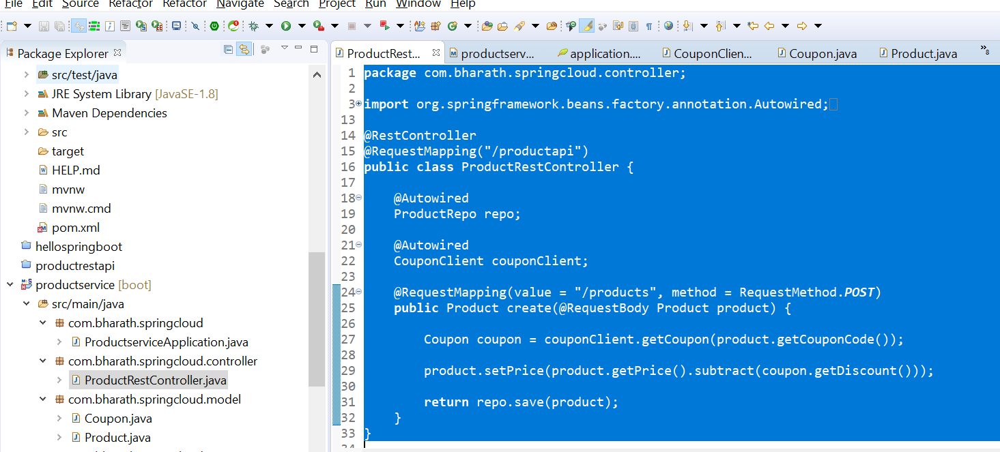 File Edit Source Refactor Refactor Navigate Search Project Run Window Help
Package Explorer
src/test/java
JRE System Library [JavaSE-1.8]
Maven Dependencies
src
target
HELP.md
mvnw
mvnw.cmd
pom.xml
hellospringboot
productrestapi
productservice [boot]
src/main/java
com.bharath.springcloud
ProductserviceApplication.java
com.bharath.springcloud.controller
ProductRestController.java
com.bharath.springcloud.model
Coupon.java
Product.java
ProductRest... productserv... application.... CouponClien... Coupon.java Product.java »8
1 package com.bharath.springcloud.controller;
2
3 import org.springframework.beans.factory.annotation.Autowired;
13
14 @RestController
15 @RequestMapping("/productapi")
16 public class ProductRestController {
17
18 @Autowired
19 ProductRepo repo;
20
21 @Autowired
22 CouponClient couponClient;
23
24 @RequestMapping(value = "/products", method = RequestMethod.POST)
25 public Product create(@RequestBody Product product) {
26
27 Coupon coupon = couponClient.getCoupon(product.getCouponCode());
28
29 product.setPrice(product.getPrice().subtract(coupon.getDiscount()));
30
31 return repo.save(product);
32 }
33 }
34